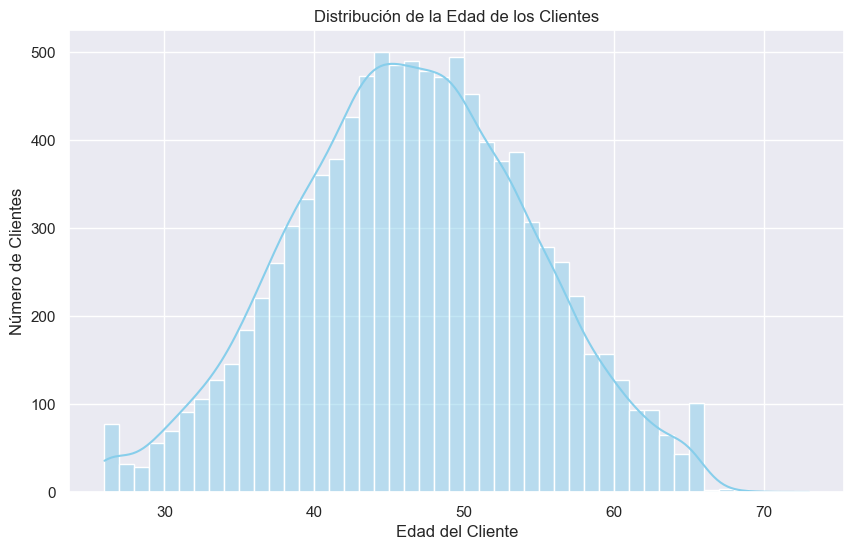 Distribución de la Edad de los Clientes
500
400
300
200
100
0
Número de Clientes
30 40 50 60 70
Edad del Cliente